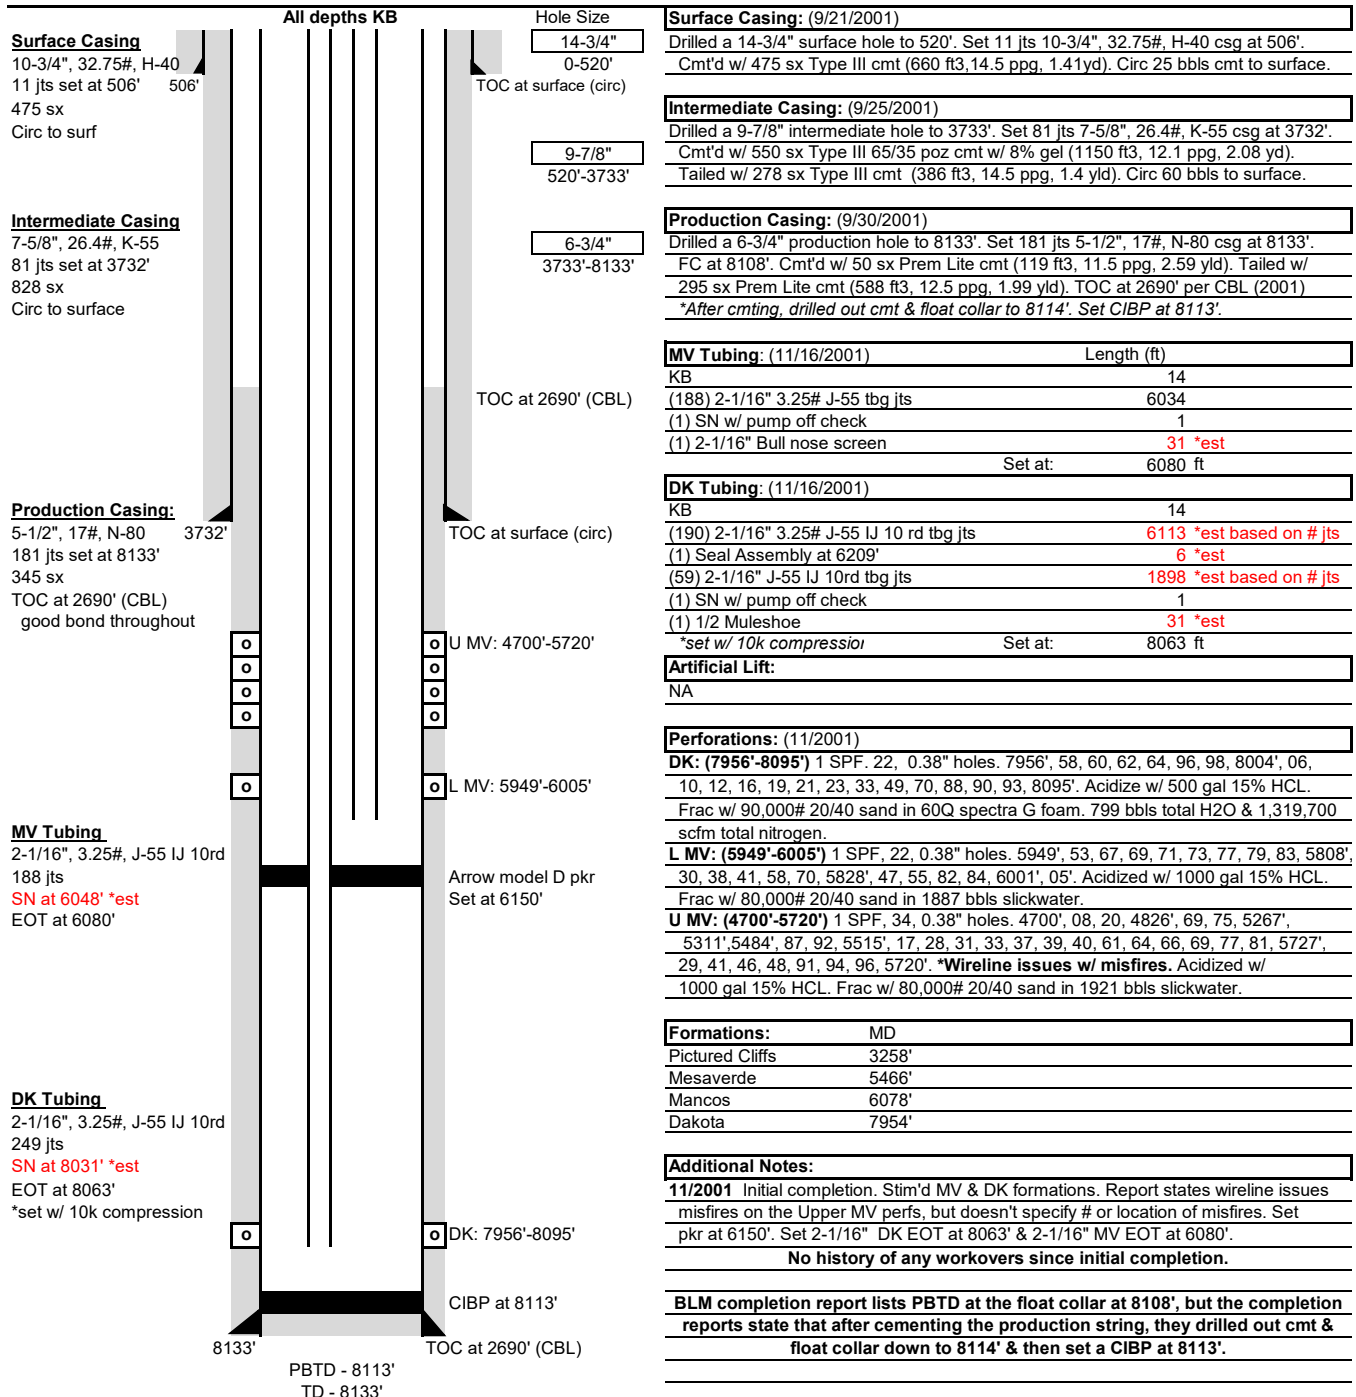 All depths KB
Hole Size
Surface Casing
10-3/4", 32.75#, H-40
11 jts set at 506'
506'
475 sx
Circ to surf
14-3/4"
0-520'
TOC at surface (circ)
9-7/8"
520'-3733'
Intermediate Casing
7-5/8", 26.4#, K-55
81 jts set at 3732'
828 sx
Circ to surface
6-3/4"
3733'-8133'
TOC at 2690' (CBL)
Production Casing:
5-1/2", 17#, N-80
3732'
181 jts set at 8133'
345 sx
TOC at 2690' (CBL)
good bond throughout
TOC at surface (circ)
o o U MV: 4700'-5720'
o o
o o
o o
o o L MV: 5949'-6005'
MV Tubing
2-1/16", 3.25#, J-55 IJ 10rd
188 jts
SN at 6048' *est
EOT at 6080'
Arrow model D pkr
Set at 6150'
DK Tubing
2-1/16", 3.25#, J-55 IJ 10rd
249 jts
SN at 8031' *est
EOT at 8063'
*set w/ 10k compression
o o DK: 7956'-8095'
CIBP at 8113'
8133'
TOC at 2690' (CBL)
PBTD - 8113'
TD - 8133'
Surface Casing: (9/21/2001)
Drilled a 14-3/4" surface hole to 520'. Set 11 jts 10-3/4", 32.75#, H-40 csg at 506'.
Cmt'd w/ 475 sx Type III cmt (660 ft3,14.5 ppg, 1.41yd). Circ 25 bbls cmt to surface.
Intermediate Casing: (9/25/2001)
Drilled a 9-7/8" intermediate hole to 3733'. Set 81 jts 7-5/8", 26.4#, K-55 csg at 3732'.
Cmt'd w/ 550 sx Type III 65/35 poz cmt w/ 8% gel (1150 ft3, 12.1 ppg, 2.08 yd).
Tailed w/ 278 sx Type III cmt (386 ft3, 14.5 ppg, 1.4 yld). Circ 60 bbls to surface.
Production Casing: (9/30/2001)
Drilled a 6-3/4" production hole to 8133'. Set 181 jts 5-1/2", 17#, N-80 csg at 8133'.
FC at 8108'. Cmt'd w/ 50 sx Prem Lite cmt (119 ft3, 11.5 ppg, 2.59 yld). Tailed w/
295 sx Prem Lite cmt (588 ft3, 12.5 ppg, 1.99 yld). TOC at 2690' per CBL (2001)
*After cmting, drilled out cmt & float collar to 8114'. Set CIBP at 8113'.
MV Tubing: (11/16/2001) Length (ft)
KB 14
(188) 2-1/16" 3.25# J-55 tbg jts 6034
(1) SN w/ pump off check 1
(1) 2-1/16" Bull nose screen 31 *est
Set at: 6080 ft
DK Tubing: (11/16/2001)
KB 14
(190) 2-1/16" 3.25# J-55 IJ 10 rd tbg jts 6113 *est based on # jts
(1) Seal Assembly at 6209' 6 *est
(59) 2-1/16" J-55 IJ 10rd tbg jts 1898 *est based on # jts
(1) SN w/ pump off check 1
(1) 1/2 Muleshoe 31 *est
*set w/ 10k compression Set at: 8063 ft
Artificial Lift:
NA
Perforations: (11/2001)
DK: (7956'-8095') 1 SPF. 22, 0.38" holes. 7956', 58, 60, 62, 64, 96, 98, 8004', 06,
10, 12, 16, 19, 21, 23, 33, 49, 70, 88, 90, 93, 8095'. Acidize w/ 500 gal 15% HCL.
Frac w/ 90,000# 20/40 sand in 60Q spectra G foam. 799 bbls total H2O & 1,319,700
scfm total nitrogen.
L MV: (5949'-6005') 1 SPF, 22, 0.38" holes. 5949', 53, 67, 69, 71, 73, 77, 79, 83, 5808',
30, 38, 41, 58, 70, 5828', 47, 55, 82, 84, 6001', 05'. Acidized w/ 1000 gal 15% HCL.
Frac w/ 80,000# 20/40 sand in 1887 bbls slickwater.
U MV: (4700'-5720') 1 SPF, 34, 0.38" holes. 4700', 08, 20, 4826', 69, 75, 5267',
5311',5484', 87, 92, 5515', 17, 28, 31, 33, 37, 39, 40, 61, 64, 66, 69, 77, 81, 5727',
29, 41, 46, 48, 91, 94, 96, 5720'. *Wireline issues w/ misfires. Acidized w/
1000 gal 15% HCL. Frac w/ 80,000# 20/40 sand in 1921 bbls slickwater.
Formations: MD
Pictured Cliffs 3258'
Mesaverde 5466'
Mancos 6078'
Dakota 7954'
Additional Notes:
11/2001 Initial completion. Stim'd MV & DK formations. Report states wireline issues
misfires on the Upper MV perfs, but doesn't specify # or location of misfires. Set
pkr at 6150'. Set 2-1/16" DK EOT at 8063' & 2-1/16" MV EOT at 6080'.
No history of any workovers since initial completion.
BLM completion report lists PBTD at the float collar at 8108', but the completion
reports state that after cementing the production string, they drilled out cmt &
float collar down to 8114' & then set a CIBP at 8113'.